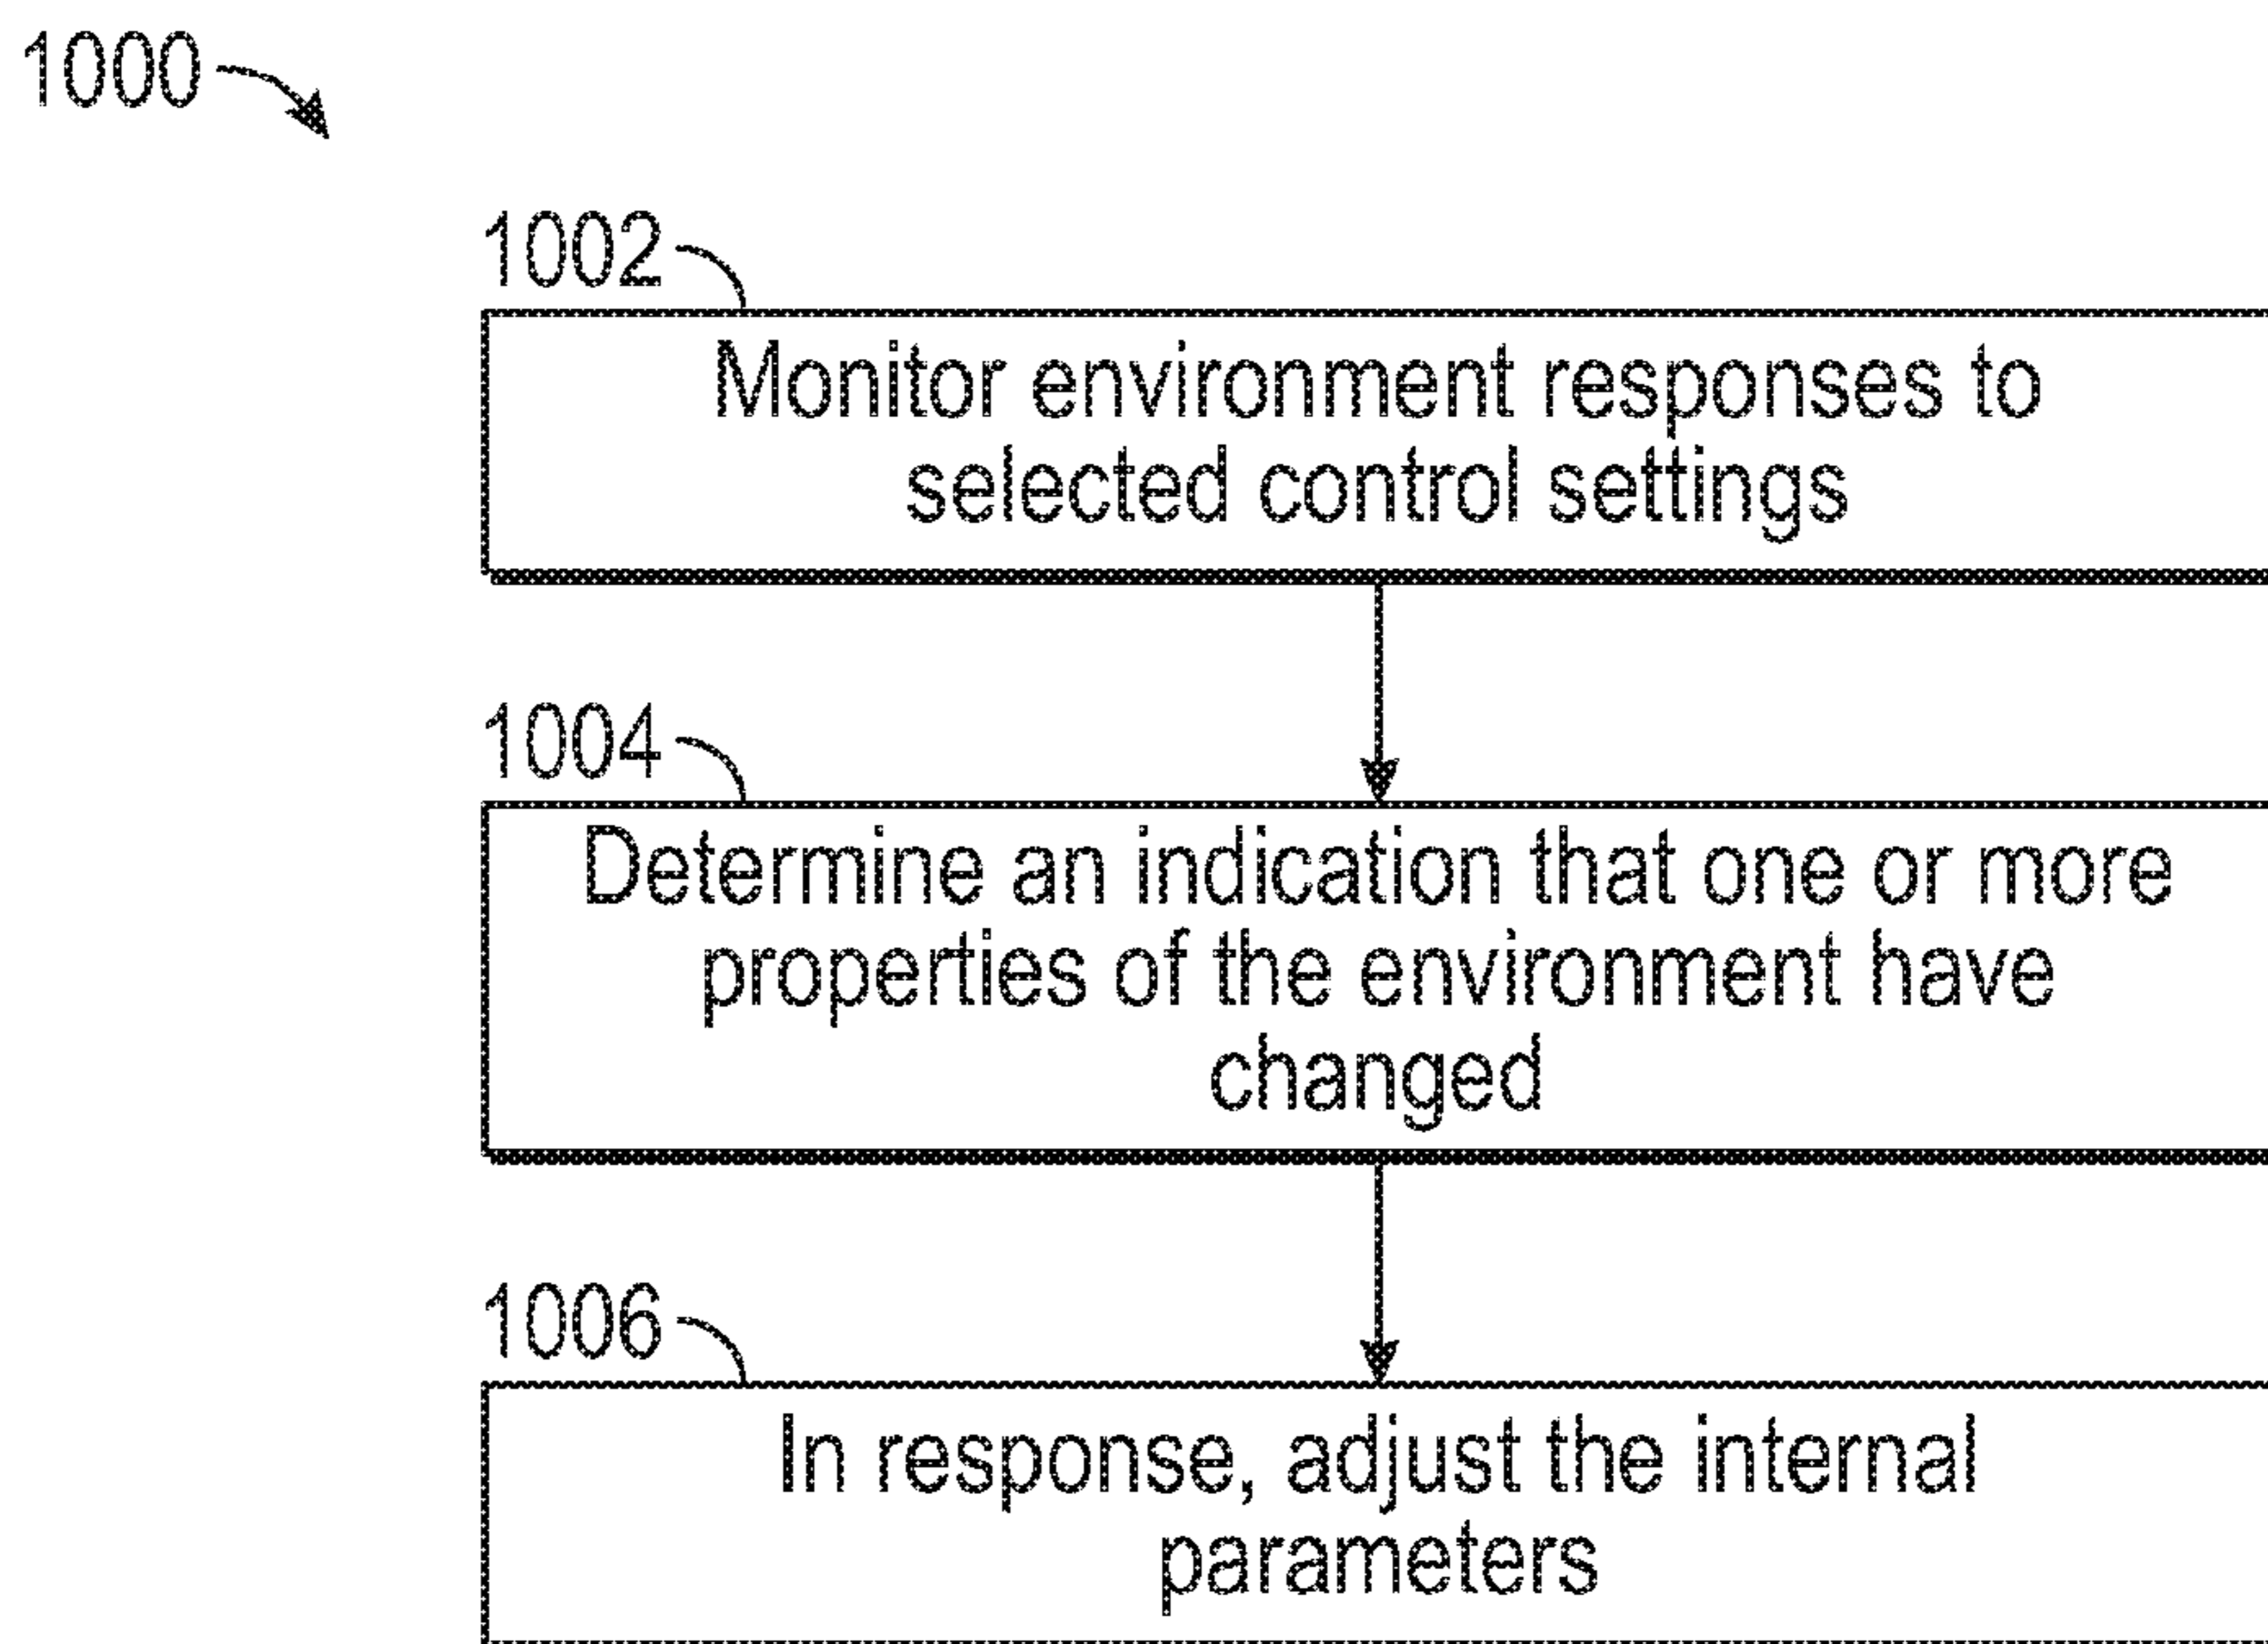 1000
1002
Monitor environment responses to
selected control settings
1004
Determine an indication that one or more
properties of the environment have
changed
1006
In response, adjust the internal
parameters